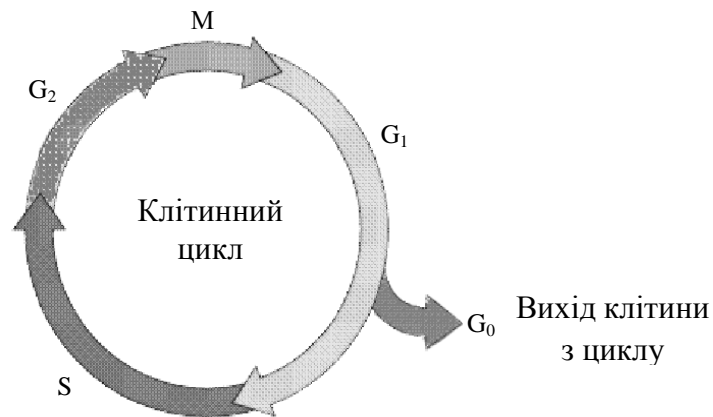 M
G₂
G₁
Клітинний
цикл
G₀
Вихід клітини
з циклу
S